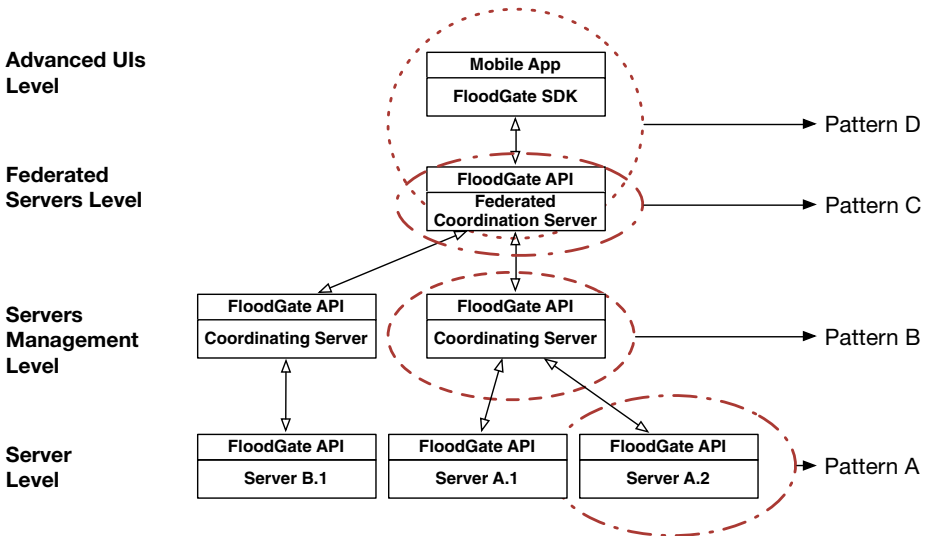 Advanced UIs
Level
Mobile App
FloodGate SDK
Pattern D
Federated
Servers Level
FloodGate API
Federated
Coordination Server
Pattern C
Servers
Management
Level
FloodGate API
Coordinating Server
FloodGate API
Coordinating Server
Pattern B
Server
Level
FloodGate API
Server B.1
FloodGate API
Server A.1
FloodGate API
Server A.2
Pattern A